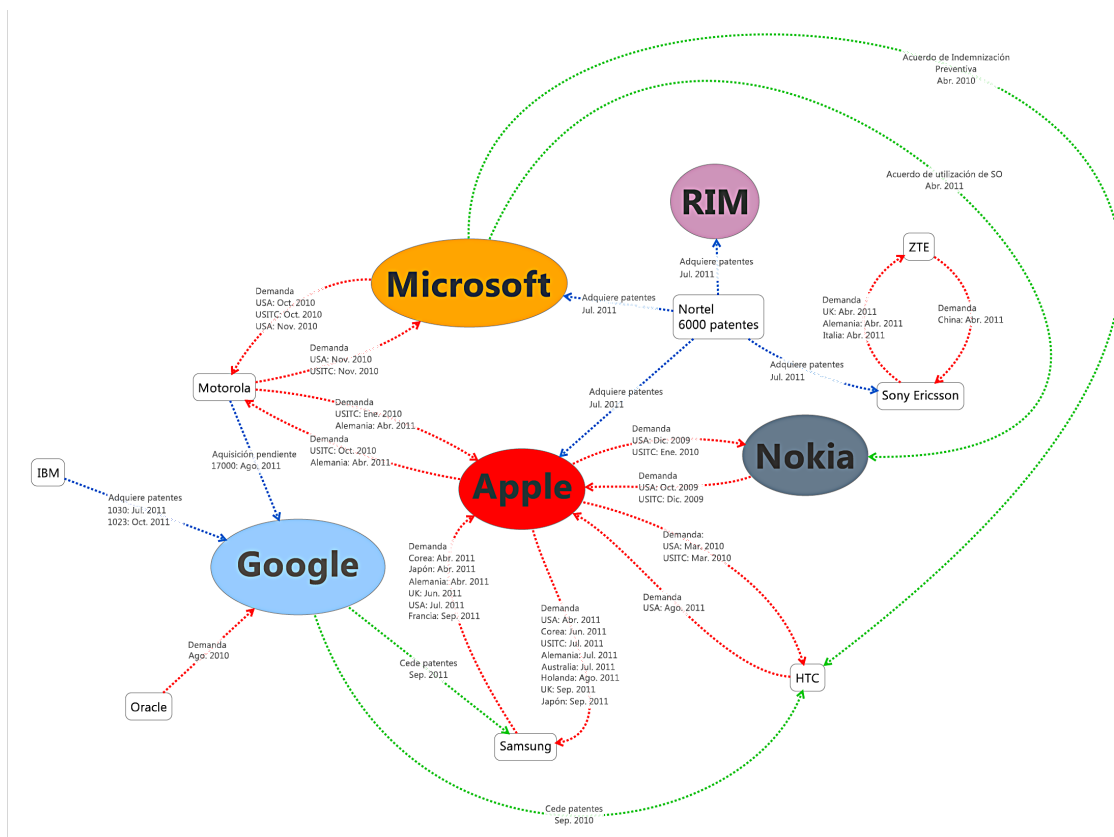 Acuerdo de Indemnización
Preventiva
Abr. 2010
Acuerdo de utilización de SO
Abr. 2011
RIM
ZTE
Adquiere patentes
Jul. 2011
Microsoft
Demanda
USA: Oct. 2010
USITC: Oct. 2010
USA: Nov. 2010
Adquiere patentes
Jul. 2011
Nortel
6000 patentes
Demanda
UK: Abr. 2011
Alemania: Abr. 2011
Italia: Abr. 2011
Demanda
China: Abr. 2011
Demanda
USA: Nov. 2010
USITC: Nov. 2010
Adquiere patentes
Jul. 2011
Motorola
Sony Ericsson
Adquiere patentes
Jul. 2011
Demanda
USITC: Ene. 2010
Alemania: Abr. 2011
Demanda
USITC: Oct. 2010
Alemania: Abr. 2011
Demanda
USA: Dic. 2009
USITC: Ene. 2010
Nokia
Aquisición pendiente
17000: Ago. 2011
IBM
Apple
Demanda
USA: Oct. 2009
USITC: Dic. 2009
Adquiere patentes
1030: Jul. 2011
1023: Oct. 2011
Google
Demanda:
USA: Mar. 2010
USITC: Mar. 2010
Demanda
Corea: Abr. 2011
Japón: Abr. 2011
Alemania: Abr. 2011
UK: Jun. 2011
USA: Jul. 2011
Francia: Sep. 2011
Demanda
USA: Ago. 2011
Demanda
USA: Abr. 2011
Corea: Jun. 2011
USITC: Jul. 2011
Alemania: Jul. 2011
Australia: Jul. 2011
Holanda: Ago. 2011
UK: Sep. 2011
Japón: Sep. 2011
Demanda
Ago. 2010
Cede patentes
Sep. 2011
HTC
Oracle
Samsung
Cede patentes
Sep. 2010